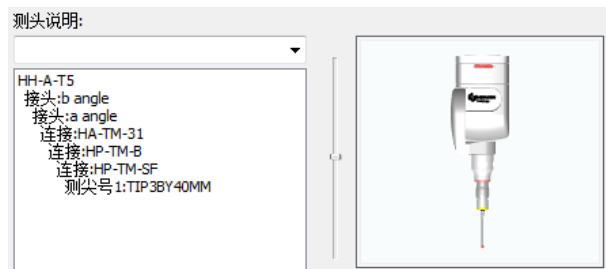 测头说明:
HH-A-T5
接头:b angle
接头:a angle
连接:HA-TM-31
连接:HP-TM-B
连接:HP-TM-SF
测尖号1:TIP3BY40MM